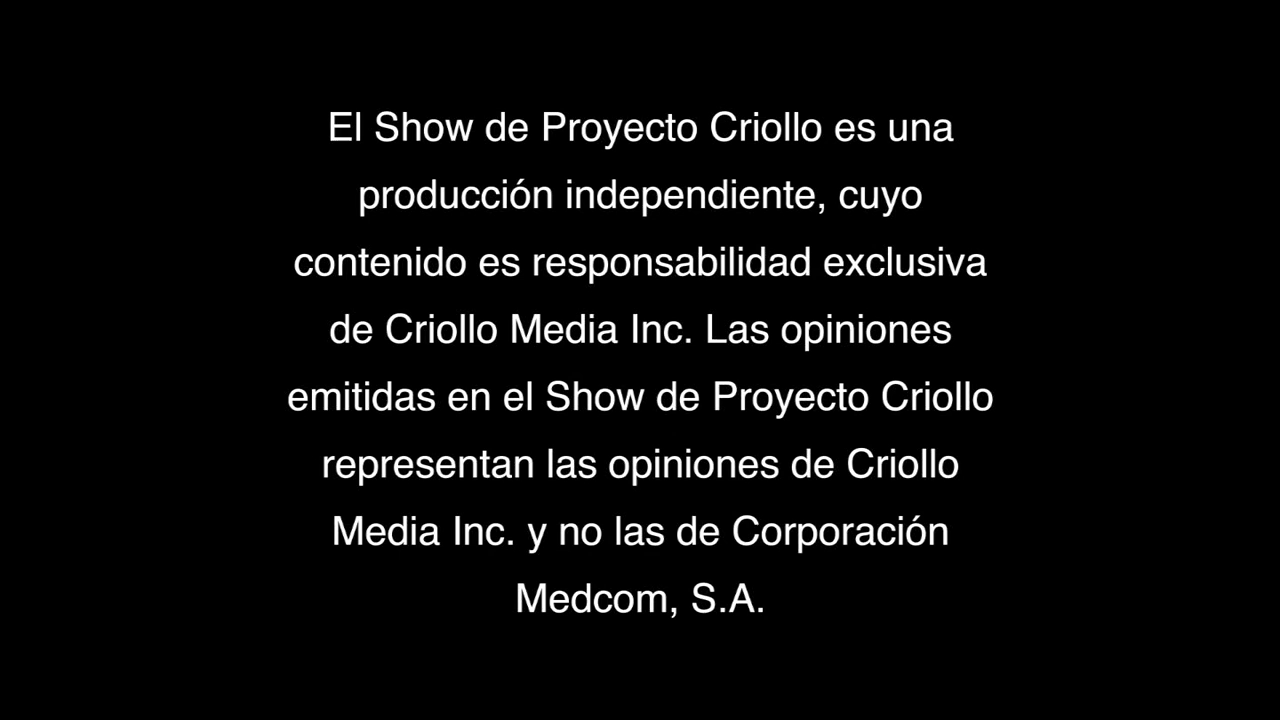 El Show de Proyecto Criollo es una
producción independiente, cuyo
contenido es responsabilidad exclusiva
de Criollo Media Inc. Las opiniones
emitidas en el Show de Proyecto Criollo
representan las opiniones de Criollo
Media Inc. y no las de Corporación
Medcom, S.A.